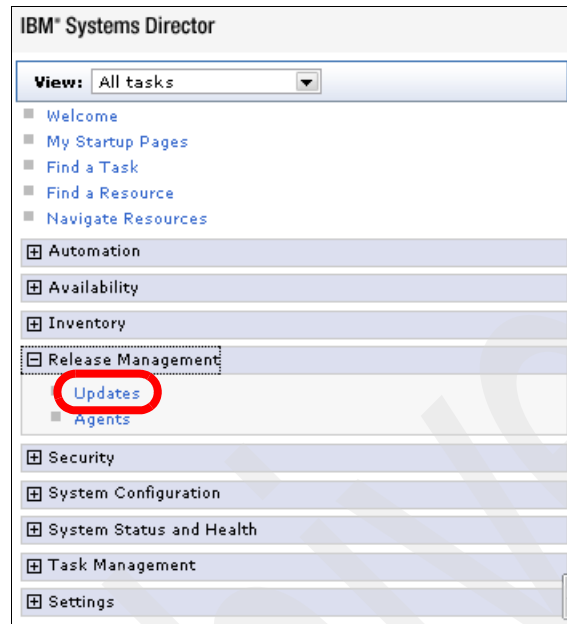 IBM® Systems Director
View: All tasks
Welcome
My Startup Pages
Find a Task
Find a Resource
Navigate Resources
Automation
Availability
Inventory
Release Management
Updates
Agents
Security
System Configuration
System Status and Health
Task Management
Settings